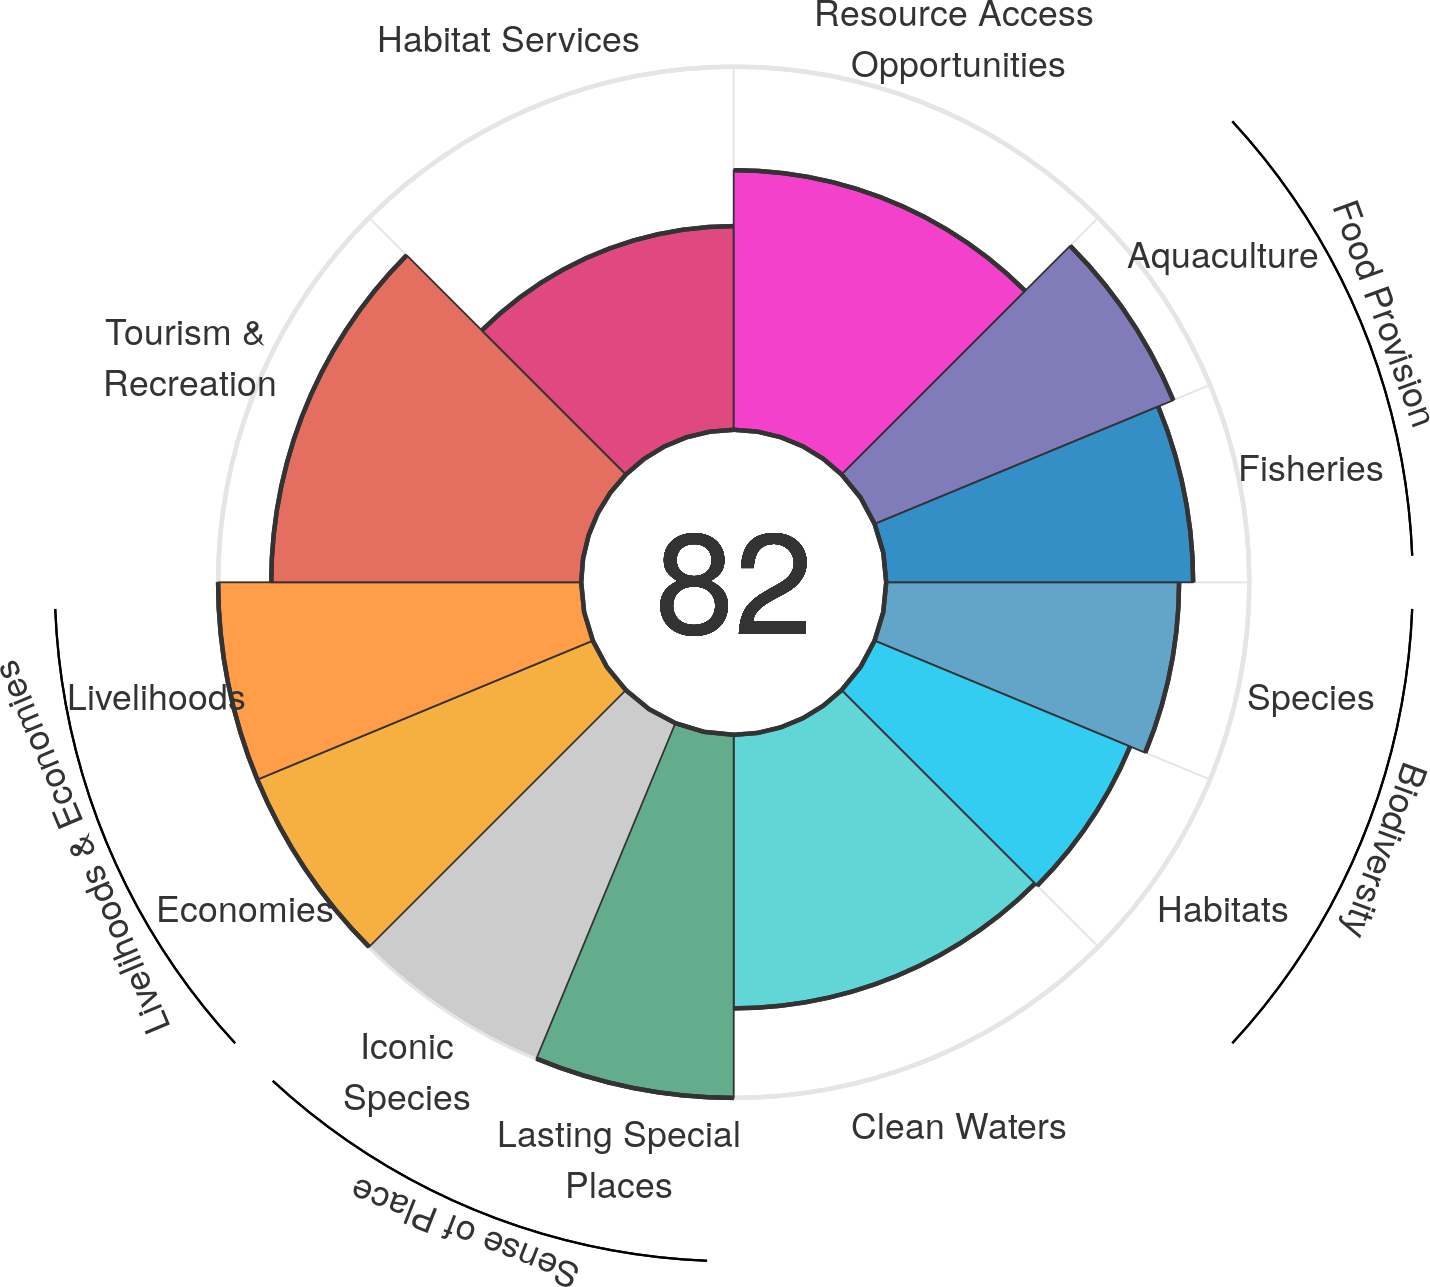 Resource Access
Opportunities
Habitat Services
Aquaculture
Food Provision
Tourism &
Recreation
Fisheries
82
Livelihoods
Species
Livelihoods & Economies
Biodiversity
Economies
Habitats
Iconic
Species
Lasting Special
Places
Clean Waters
Sense of Place